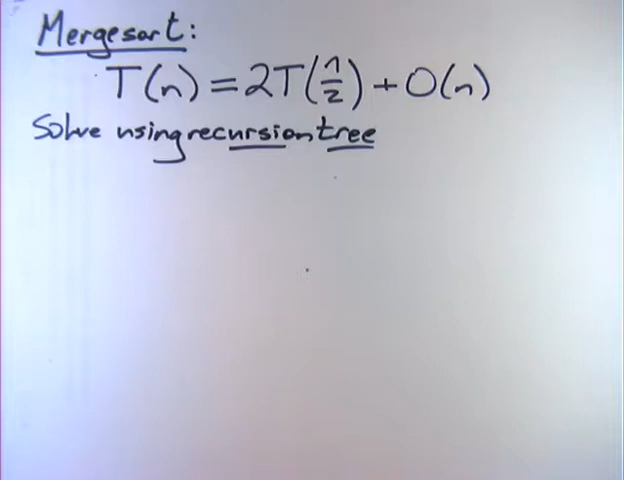 Mergesort:
T(n) = 2T(n/2) + O(n)
Solve using recursion tree